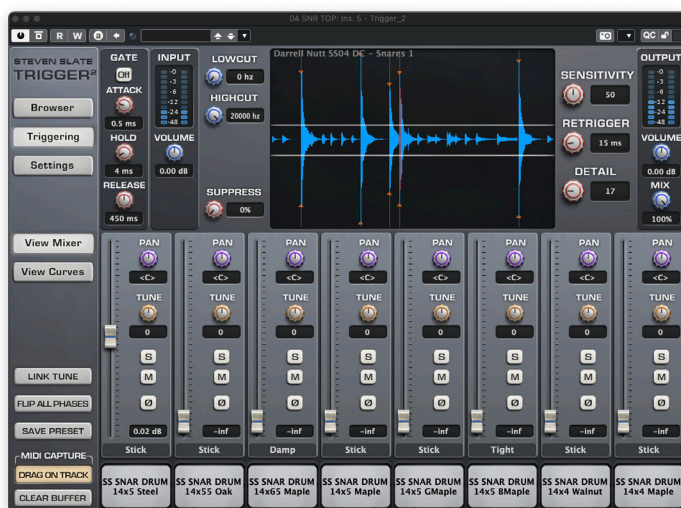 04 SNR TOP: Ins. 5 - Trigger_2
R W a QC
STEVEN SLATE
TRIGGER²
Browser
Triggering
Settings
View Mixer
View Curves
LINK TUNE
FLIP ALL PHASES
SAVE PRESET
MIDI CAPTURE
DRAG ON TRACK
CLEAR BUFFER
GATE
Off
ATTACK
0.5 ms
HOLD
4 ms
RELEASE
450 ms
INPUT
-0
-3
-6
-12
-24
-48
VOLUME
0.00 dB
LOWCUT
0 hz
HIGHCUT
20000 hz
SUPPRESS
0%
Darrell Nutt SS04 DC - Snares 1
SENSITIVITY
50
RETRIGGER
15 ms
DETAIL
17
OUTPUT
-0
-3
-6
-12
-24
-48
VOLUME
0.00 dB
MIX
100%
PAN PAN PAN PAN PAN PAN PAN PAN
<C> <C> <C> <C> <C> <C> <C> <C>
TUNE TUNE TUNE TUNE TUNE TUNE TUNE TUNE
0 0 0 0 0 0 0 0
S S S S S S S S
M M M M M M M M
Ø Ø Ø Ø Ø Ø Ø Ø
0.02 dB -inf -inf -inf -inf -inf -inf -inf
Stick Stick Damp Stick Stick Tight Stick Stick
SS SNAR DRUM SS SNAR DRUM SS SNAR DRUM SS SNAR DRUM SS SNAR DRUM SS SNAR DRUM SS SNAR DRUM SS SNAR DRUM
14x5 Steel 14x55 Oak 14x65 Maple 14x5 Maple 14x5 GMaple 14x5 BMaple 14x4 Walnut 14x4 Maple